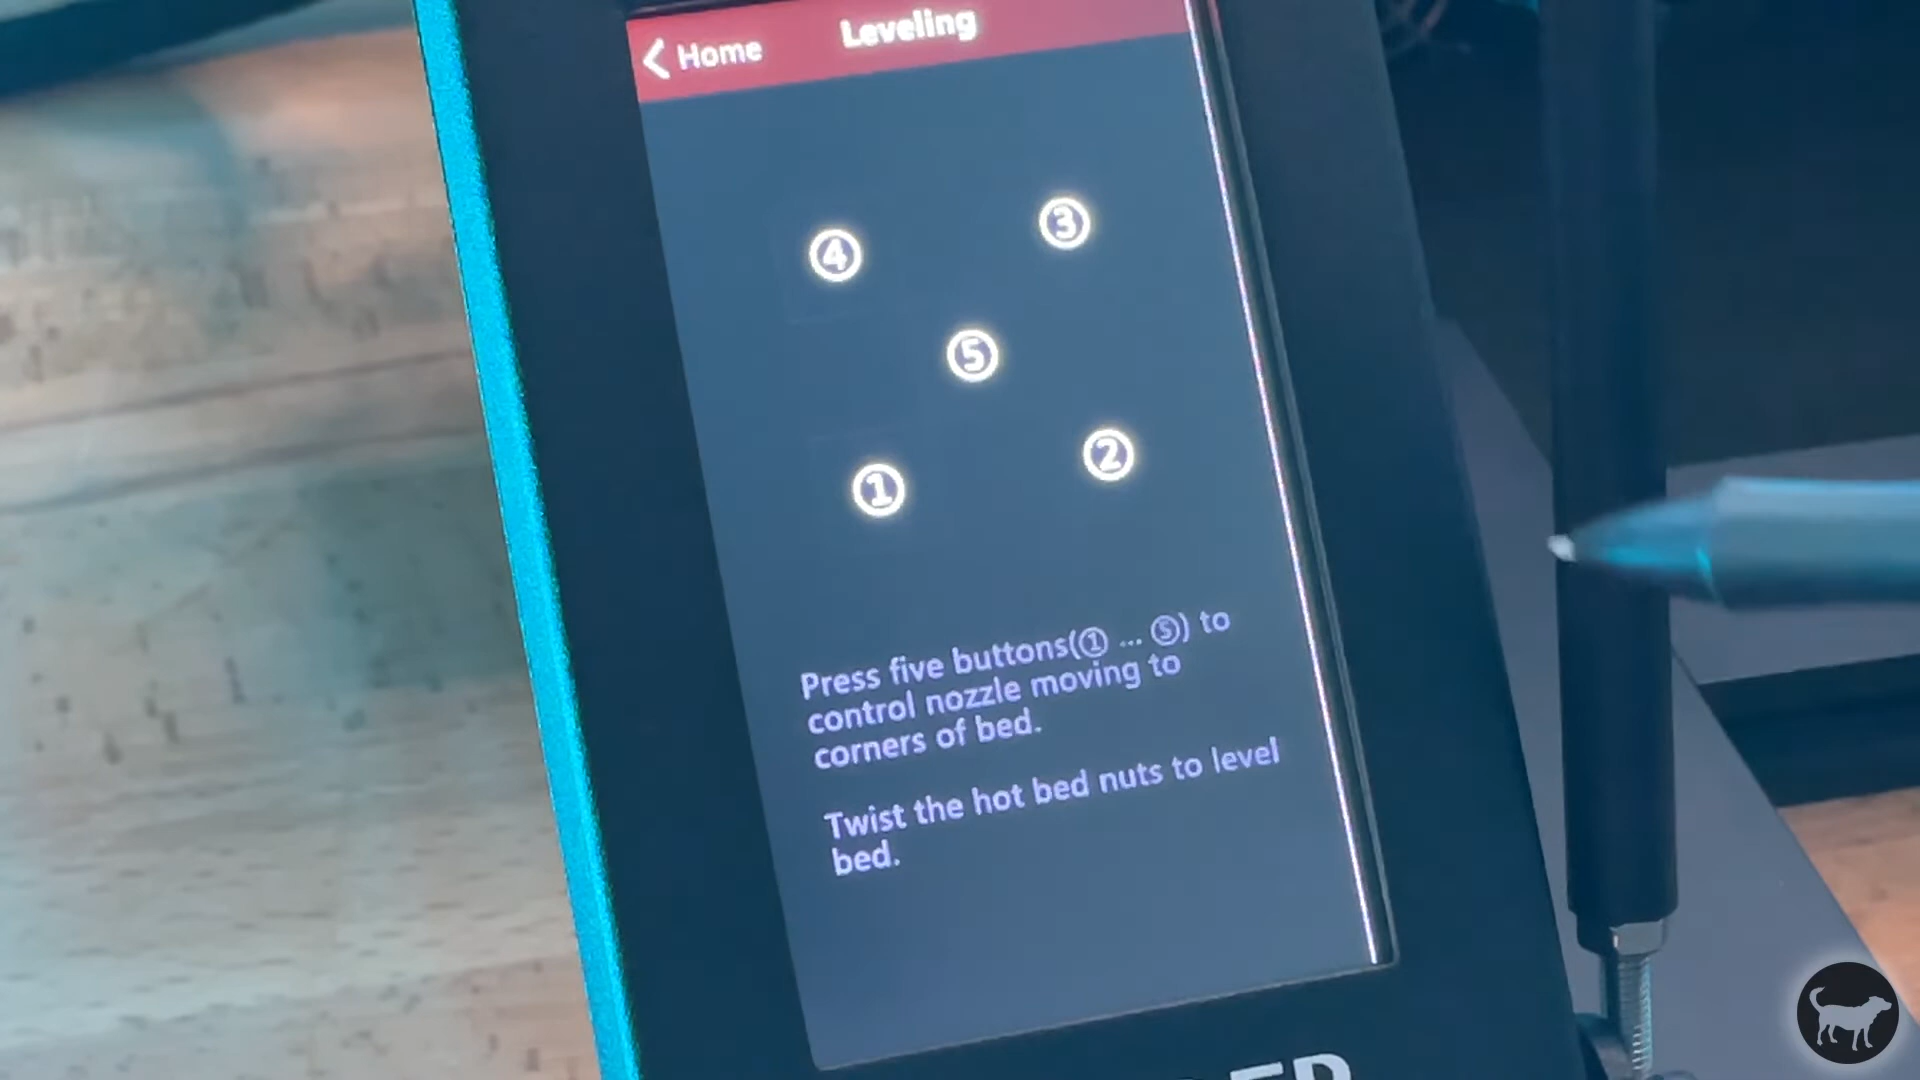 Home Leveling
④ ③
⑤
① ②
Press five buttons(① ... ⑤) to
control nozzle moving to
corners of bed.
Twist the hot bed nuts to level
bed.